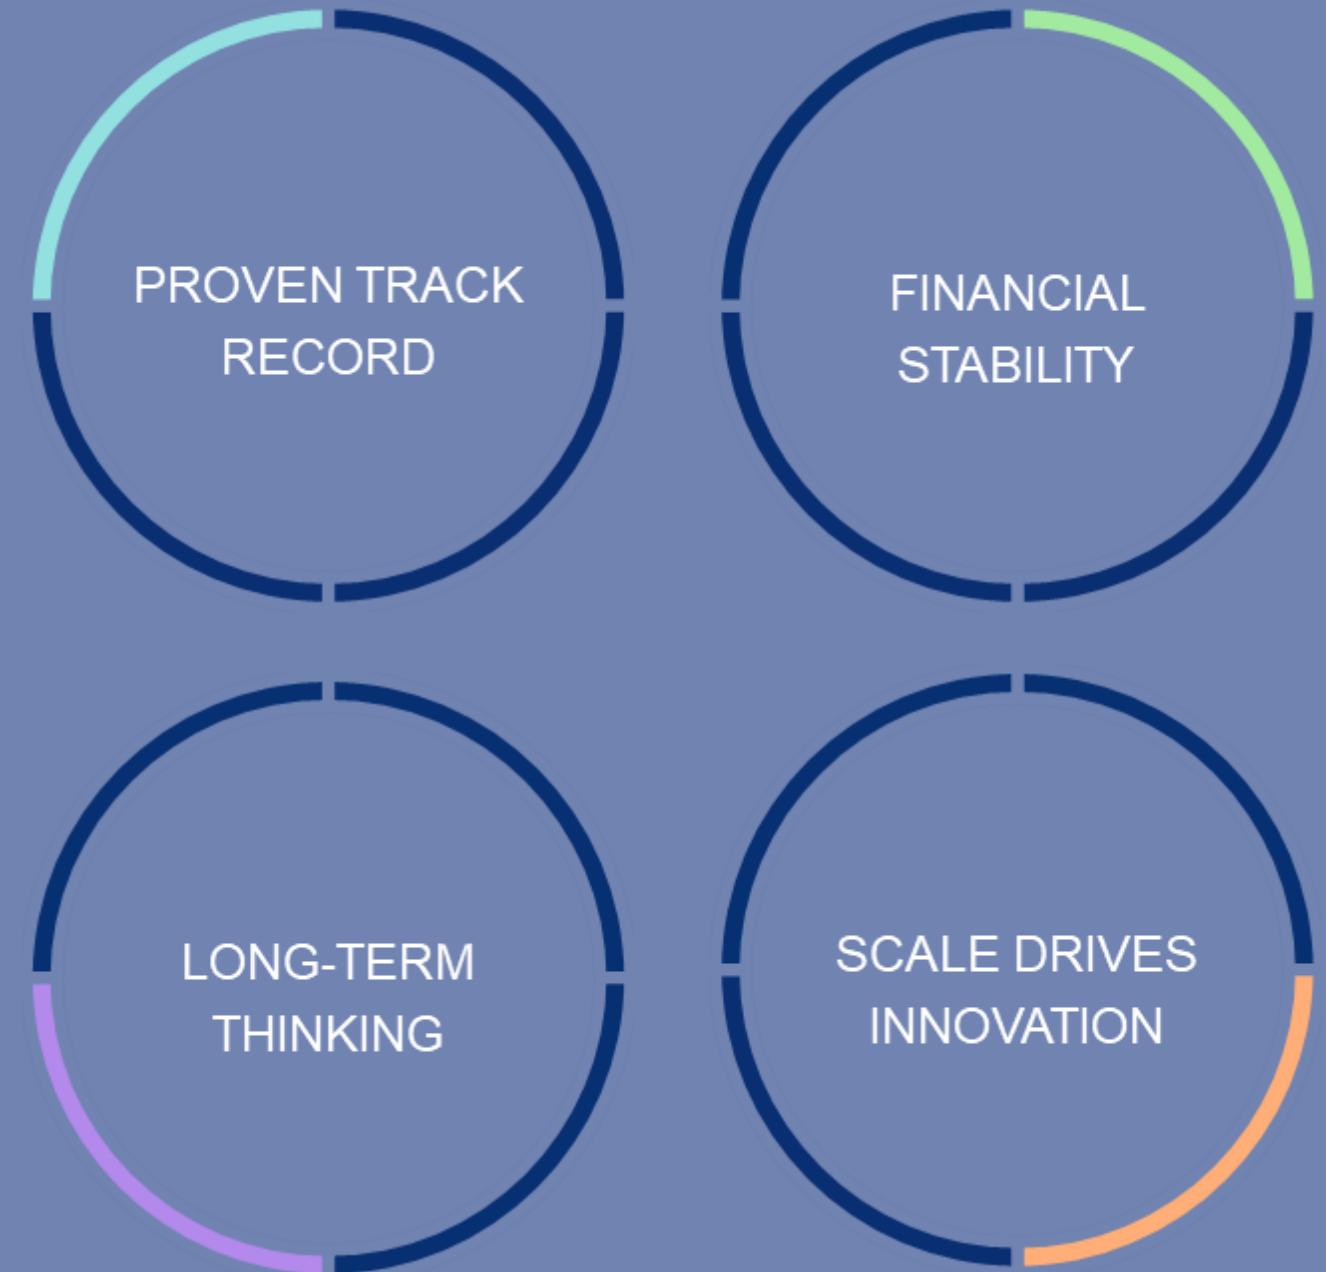 PROVEN TRACK
RECORD
FINANCIAL
STABILITY
LONG-TERM
THINKING
SCALE DRIVES
INNOVATION